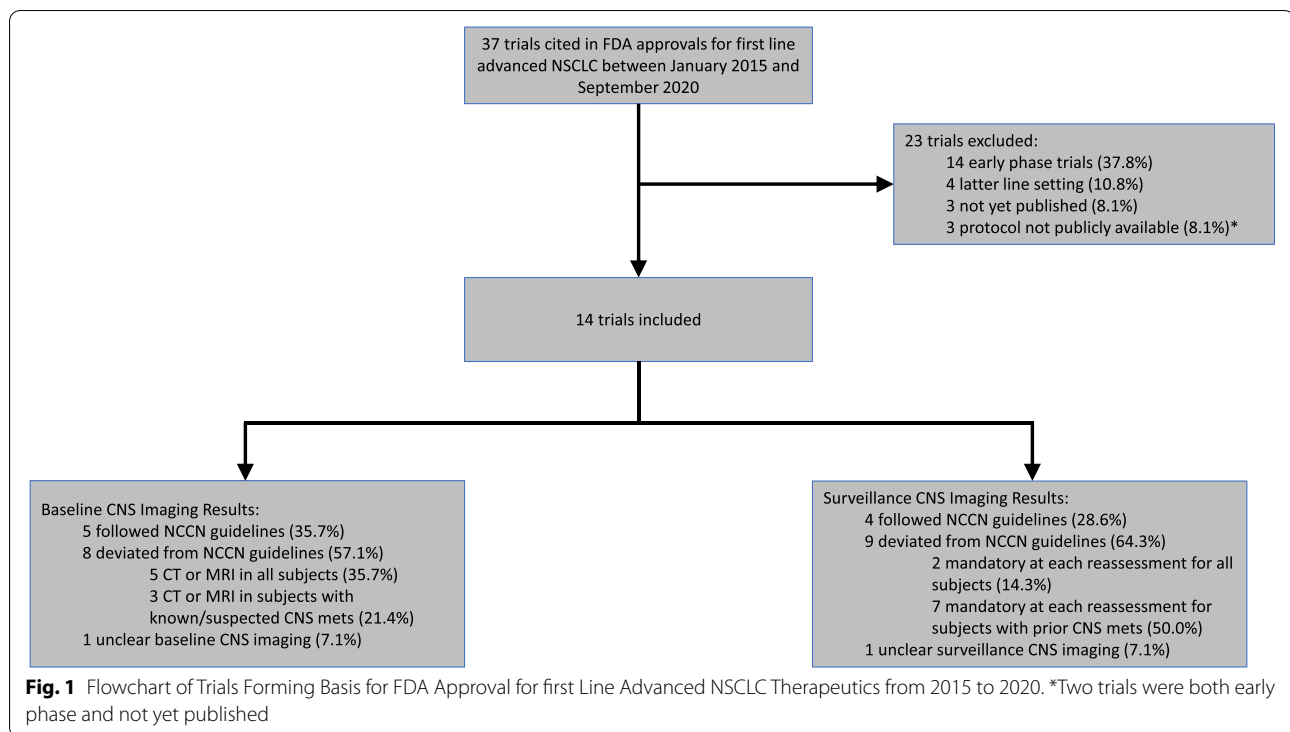 37 trials cited in FDA approvals for first line
advanced NSCLC between January 2015 and
September 2020
23 trials excluded:
14 early phase trials (37.8%)
4 latter line setting (10.8%)
3 not yet published (8.1%)
3 protocol not publicly available (8.1%)*
14 trials included
Baseline CNS Imaging Results:
5 followed NCCN guidelines (35.7%)
8 deviated from NCCN guidelines (57.1%)
5 CT or MRI in all subjects (35.7%)
3 CT or MRI in subjects with
known/suspected CNS mets (21.4%)
1 unclear baseline CNS imaging (7.1%)
Surveillance CNS Imaging Results:
4 followed NCCN guidelines (28.6%)
9 deviated from NCCN guidelines (64.3%)
2 mandatory at each reassessment for all
subjects (14.3%)
7 mandatory at each reassessment for
subjects with prior CNS mets (50.0%)
1 unclear surveillance CNS imaging (7.1%)
Fig. 1 Flowchart of Trials Forming Basis for FDA Approval for first Line Advanced NSCLC Therapeutics from 2015 to 2020. *Two trials were both early
phase and not yet published